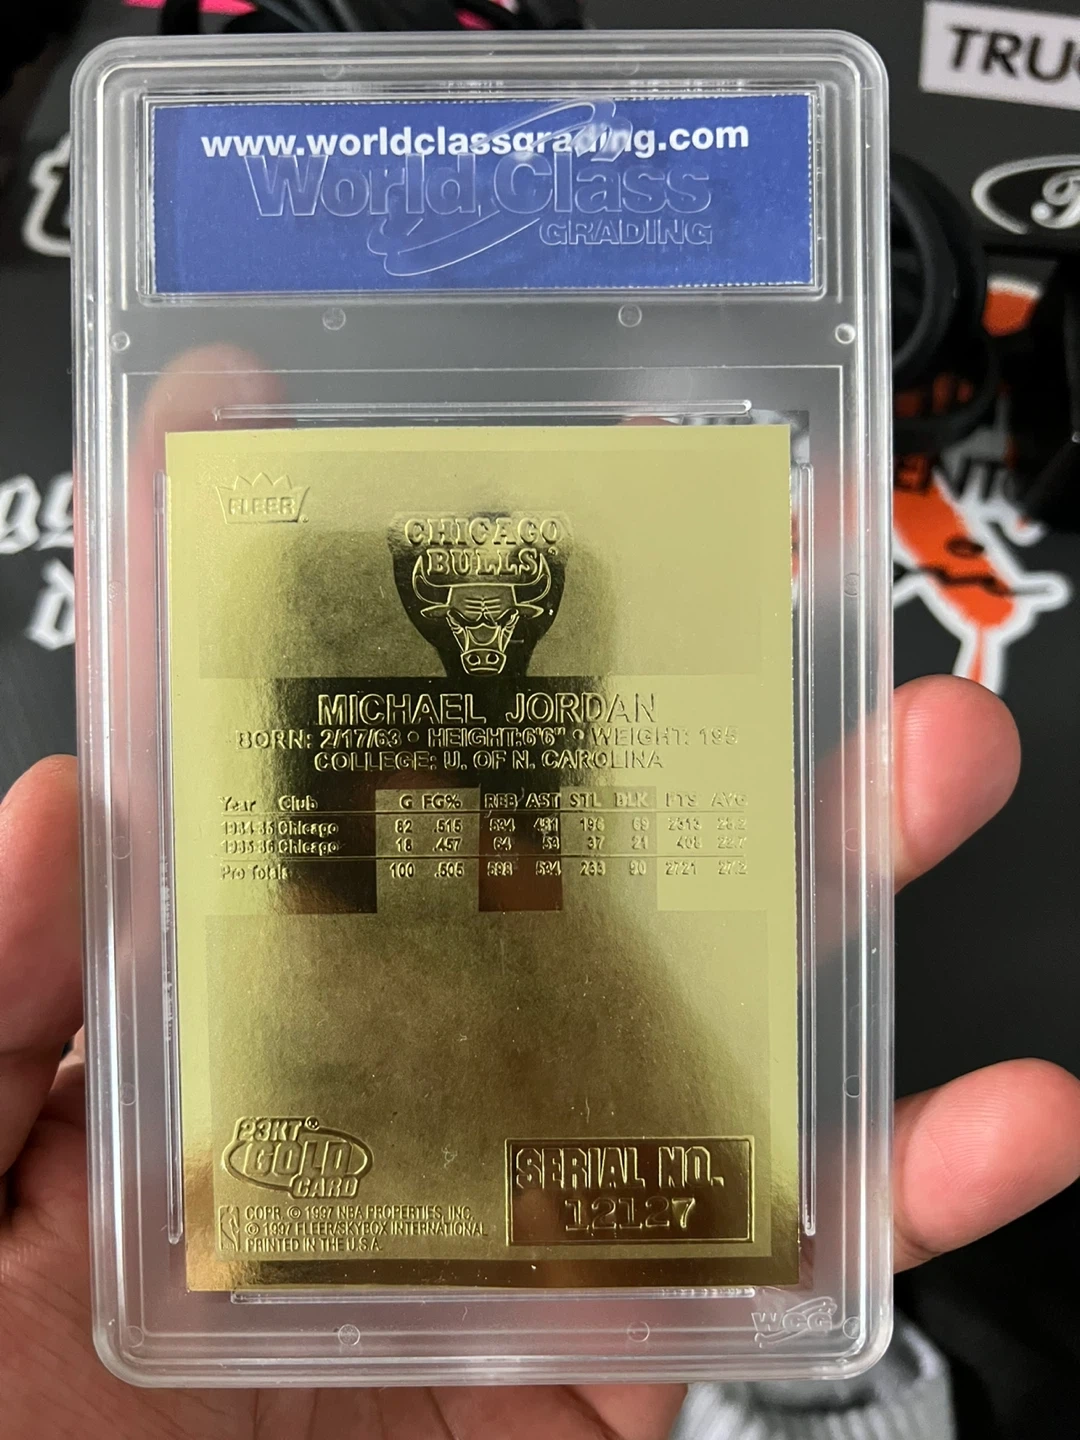 www.worldclassgrading.com
World Class
GRADING
TRU
FLEER
CHICAGO
BULLS
MICHAEL JORDAN
BORN: 2/17/63 • HEIGHT:6'6" • WEIGHT: 195
COLLEGE: U. OF N. CAROLINA
Year Club G FG% REB AST STL BLK PTS AVG
1984-85 Chicago 82 .515 534 481 196 69 2313 28.2
1985-86 Chicago 18 .457 64 53 37 21 408 22.7
Pro Totals 100 .505 598 534 233 90 2721 27.2
23KT®
GOLD
CARD
SERIAL NO.
12127
COPR. © 1997 NBA PROPERTIES, INC.
© 1997 FLEER/SKYBOX INTERNATIONAL
PRINTED IN THE U.S.A.
WCG